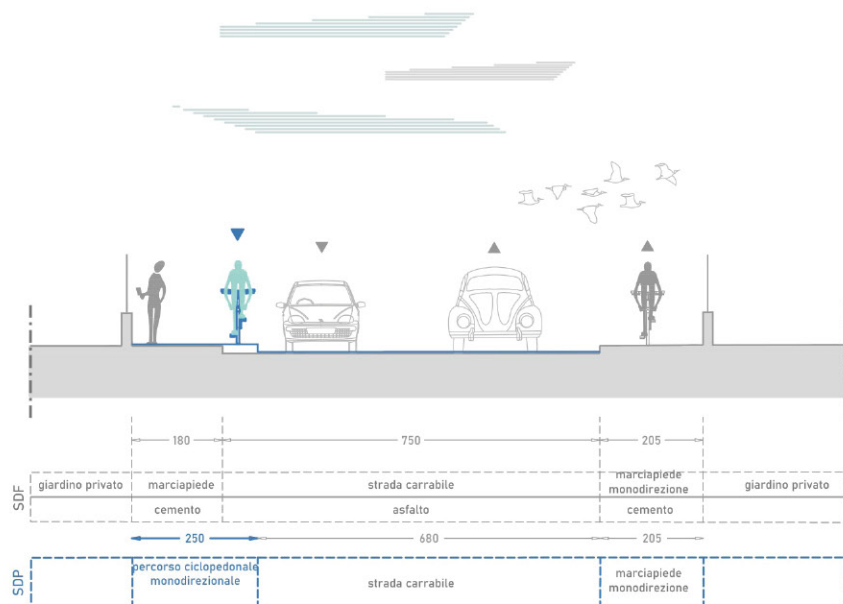 180 750 205
SDF
giardino privato marciapiede strada carrabile marciapiede monodirezione giardino privato
cemento asfalto cemento
250 680 205
SDP
percorso ciclopedonale
monodirezionale
strada carrabile
marciapiede
monodirezione